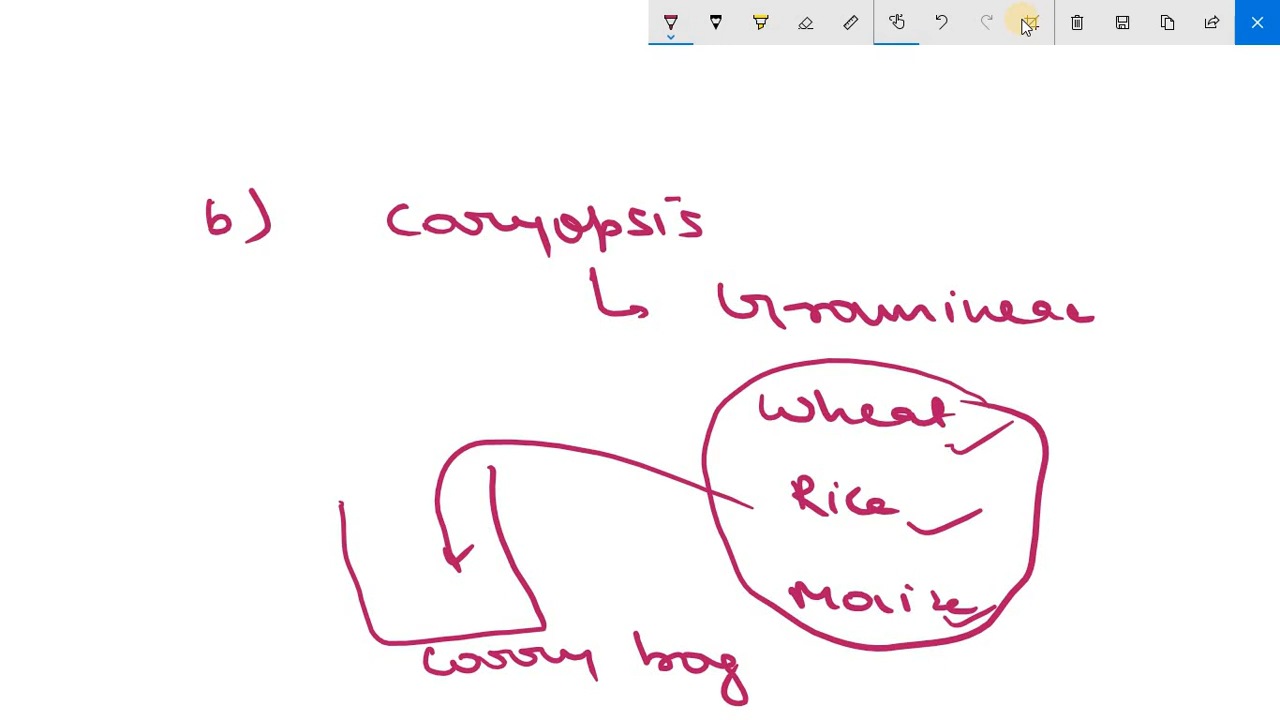 b) Caryopsis
Gramineae
Wheat
Rice
Maize
Carry bag